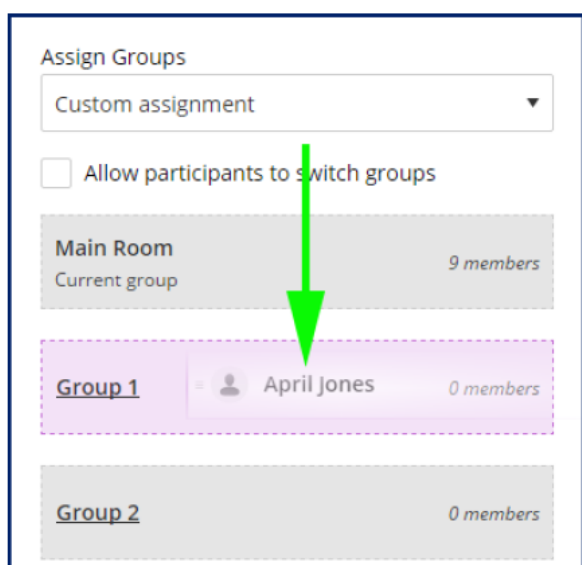 Assign Groups
Custom assignment
Allow participants to switch groups
Main Room
Current group
9 members
Group 1
April Jones
0 members
Group 2
0 members